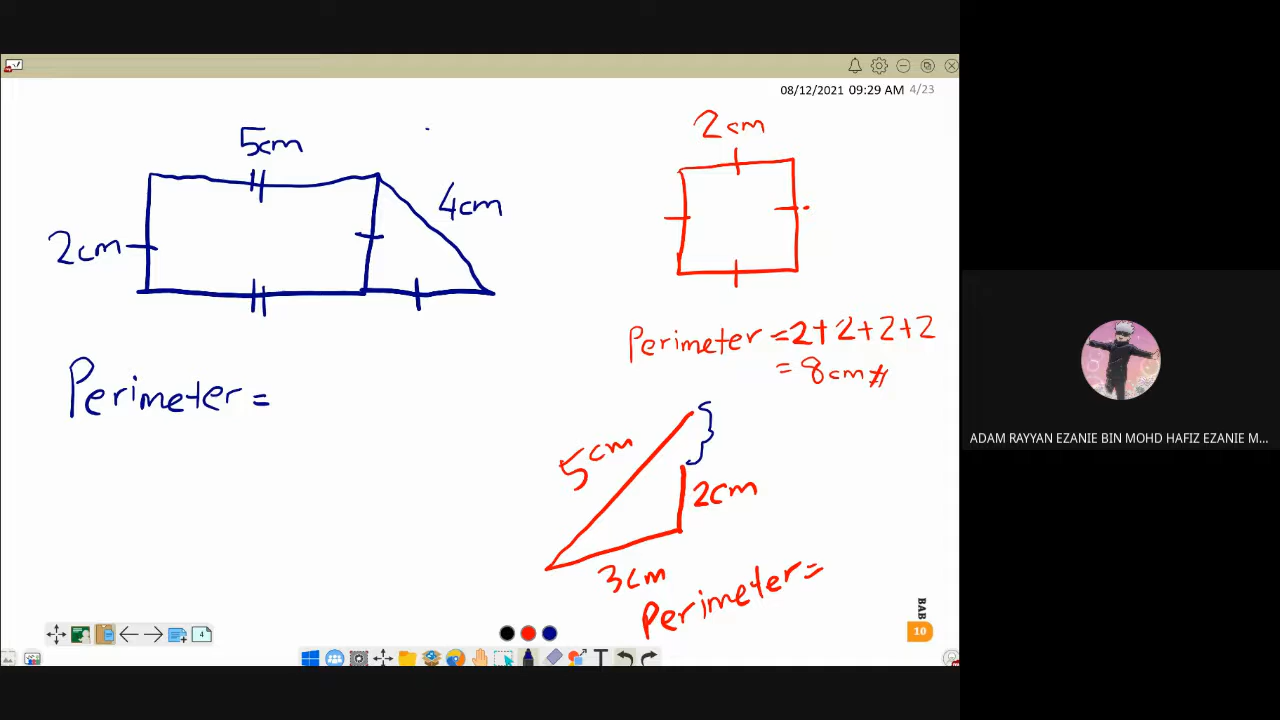 08/12/2021 09:29 AM 4/23
5cm
4cm
2cm
Perimeter =
2cm
Perimeter = 2+2+2+2
= 8cm#
5cm
2cm
3cm
Perimeter=
BAB
10
4
T
ADAM RAYYAN EZANIE BIN MOHD HAFIZ EZANIE M...